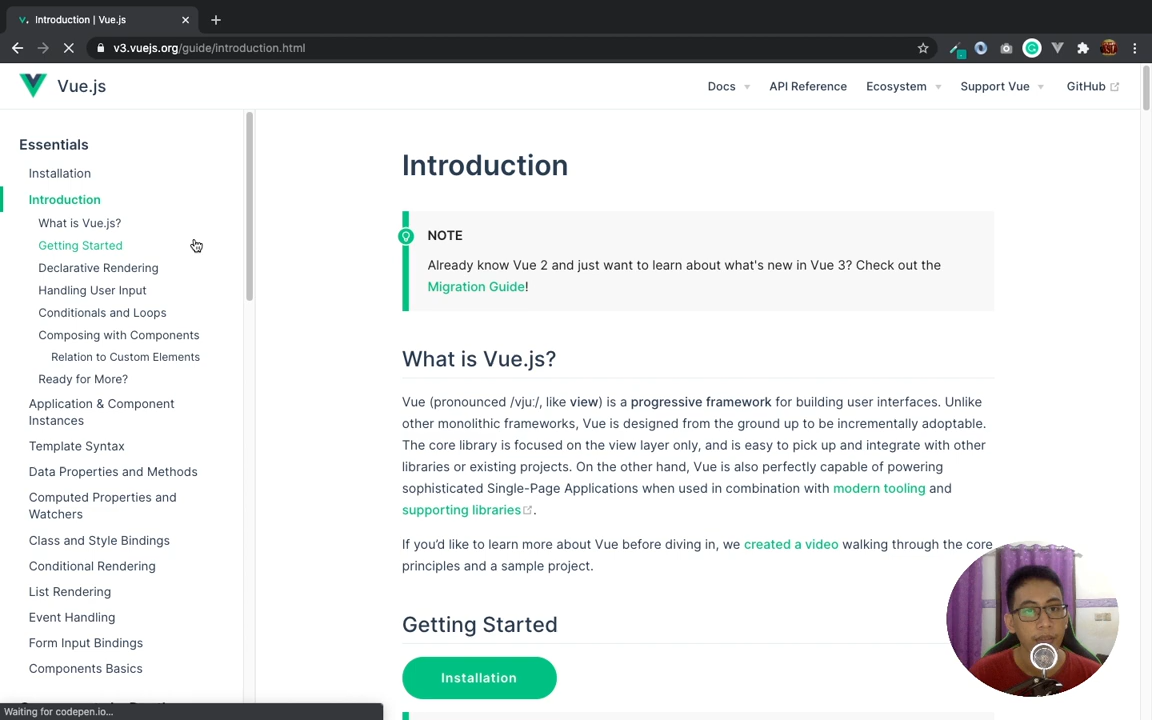 Introduction | Vue.js
v3.vuejs.org/guide/introduction.html
Vue.js
Docs
API Reference
Ecosystem
Support Vue
GitHub
Essentials
Installation
Introduction
What is Vue.js?
Getting Started
Declarative Rendering
Handling User Input
Conditionals and Loops
Composing with Components
Relation to Custom Elements
Ready for More?
Application & Component
Instances
Template Syntax
Data Properties and Methods
Computed Properties and
Watchers
Class and Style Bindings
Conditional Rendering
List Rendering
Event Handling
Form Input Bindings
Components Basics
Waiting for codepen.io...
Introduction
NOTE
Already know Vue 2 and just want to learn about what's new in Vue 3? Check out the
Migration Guide!
What is Vue.js?
Vue (pronounced /vjuː/, like view) is a progressive framework for building user interfaces. Unlike
other monolithic frameworks, Vue is designed from the ground up to be incrementally adoptable.
The core library is focused on the view layer only, and is easy to pick up and integrate with other
libraries or existing projects. On the other hand, Vue is also perfectly capable of powering
sophisticated Single-Page Applications when used in combination with modern tooling and
supporting libraries.
If you'd like to learn more about Vue before diving in, we created a video walking through the core
principles and a sample project.
Getting Started
Installation